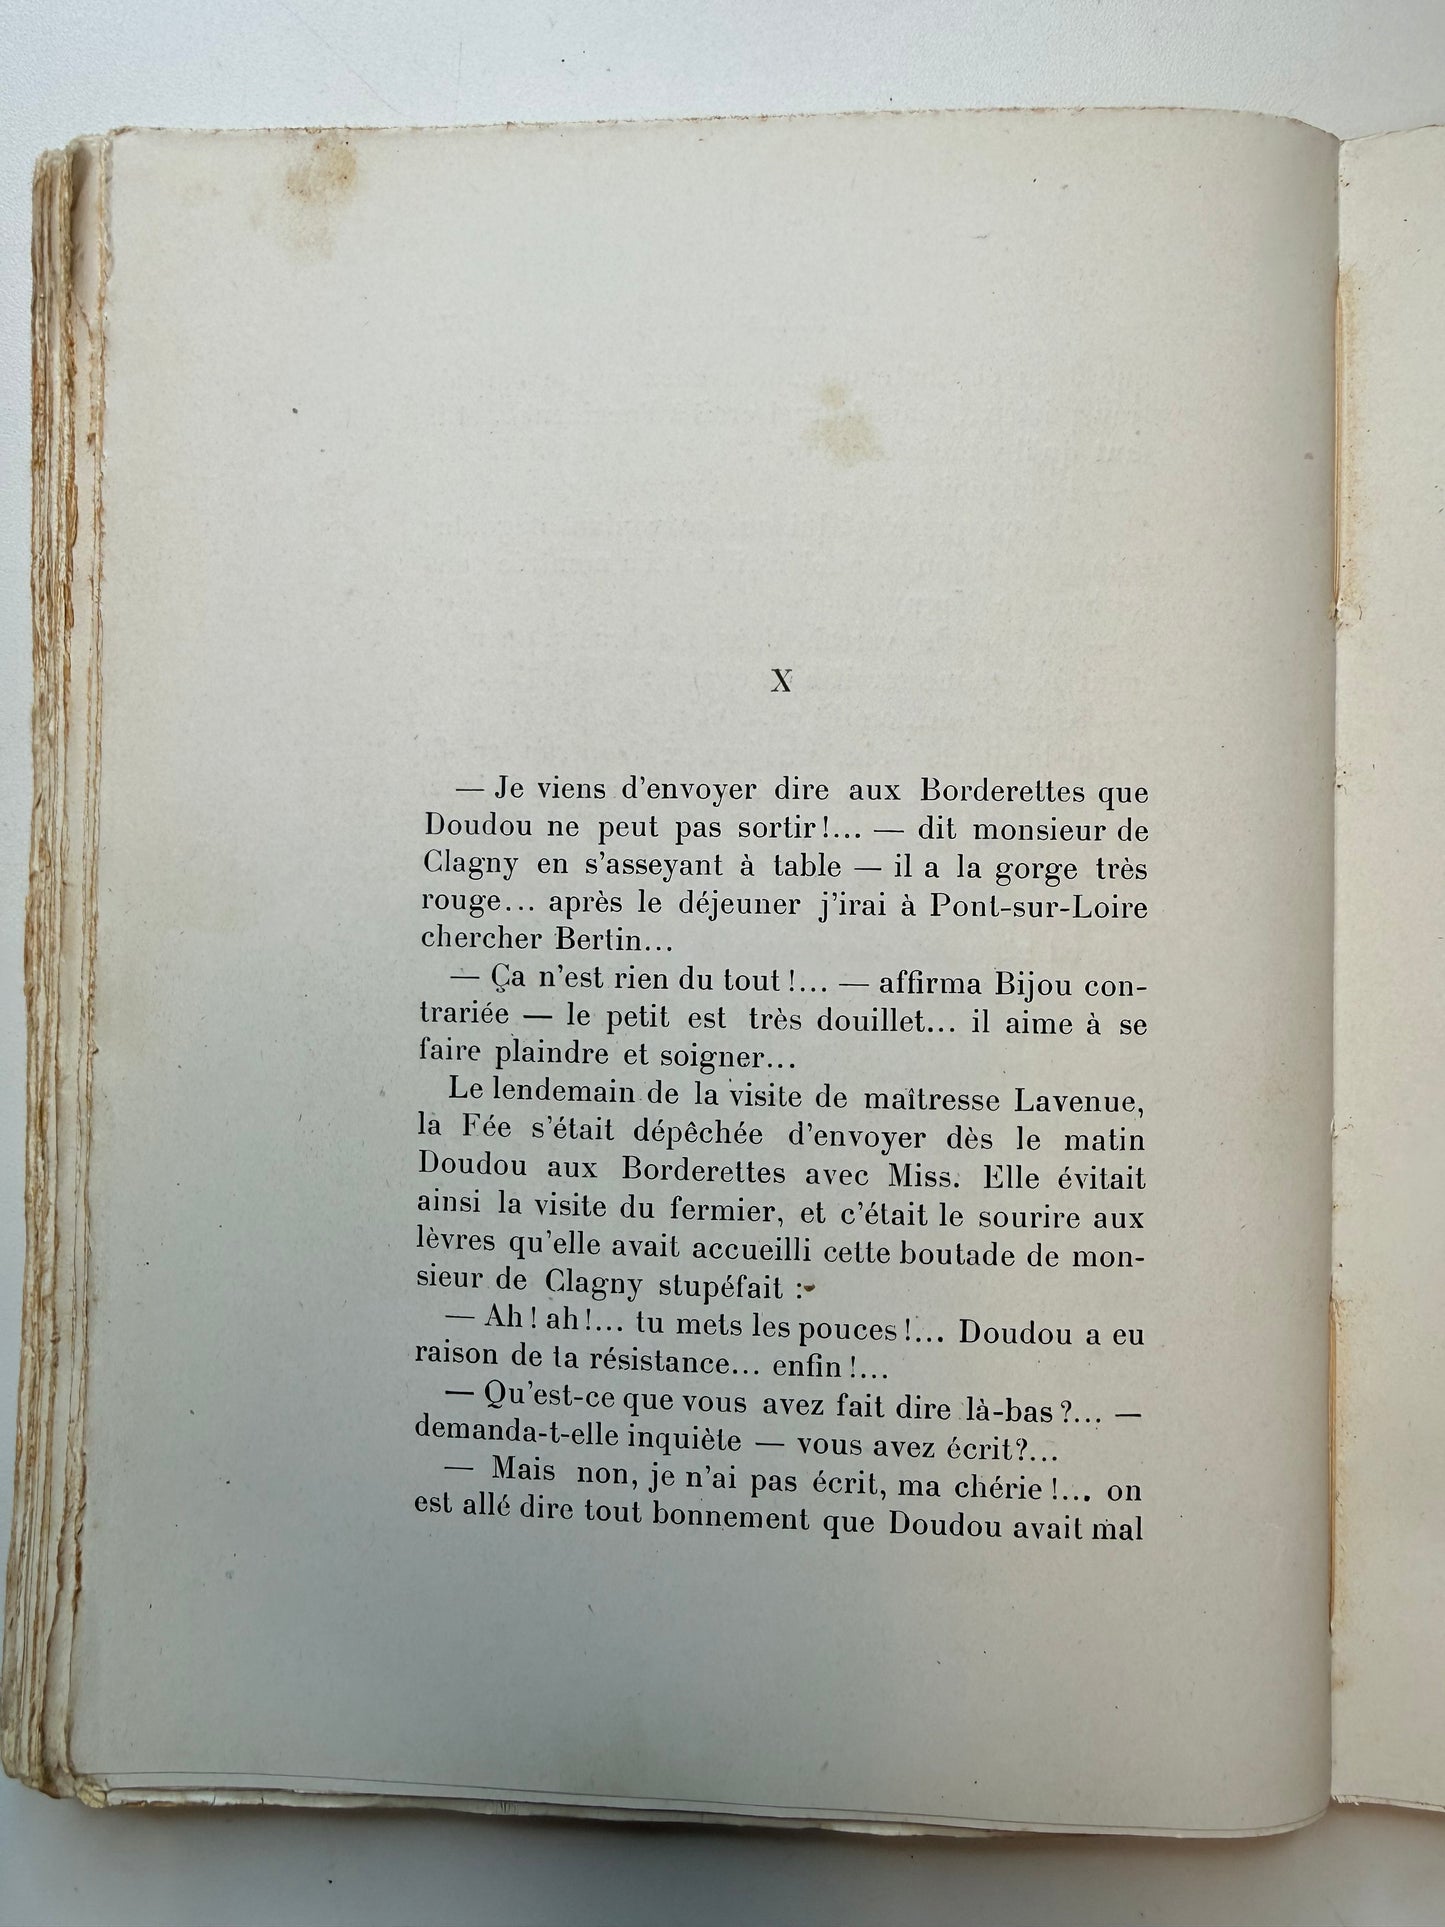 X
— Je viens d'envoyer dire aux Borderettes que
Doudou ne peut pas sortir!... — dit monsieur de
Clagny en s'asseyant à table — il a la gorge très
rouge... après le déjeuner j'irai à Pont-sur-Loire
chercher Bertin...
— Ça n'est rien du tout!... — affirma Bijou con-
trariée — le petit est très douillet... il aime à se
faire plaindre et soigner...
Le lendemain de la visite de maîtresse Lavenue,
la Fée s'était dépêchée d'envoyer dès le matin
Doudou aux Borderettes avec Miss. Elle évitait
ainsi la visite du fermier, et c'était le sourire aux
lèvres qu'elle avait accueilli cette boutade de mon-
sieur de Clagny stupéfait :
— Ah! ah!... tu mets les pouces!... Doudou a eu
raison de ta résistance... enfin!...
— Qu'est-ce que vous avez fait dire là-bas?... —
demanda-t-elle inquiète — vous avez écrit?...
— Mais non, je n'ai pas écrit, ma chérie!... on
est allé dire tout bonnement que Doudou avait mal